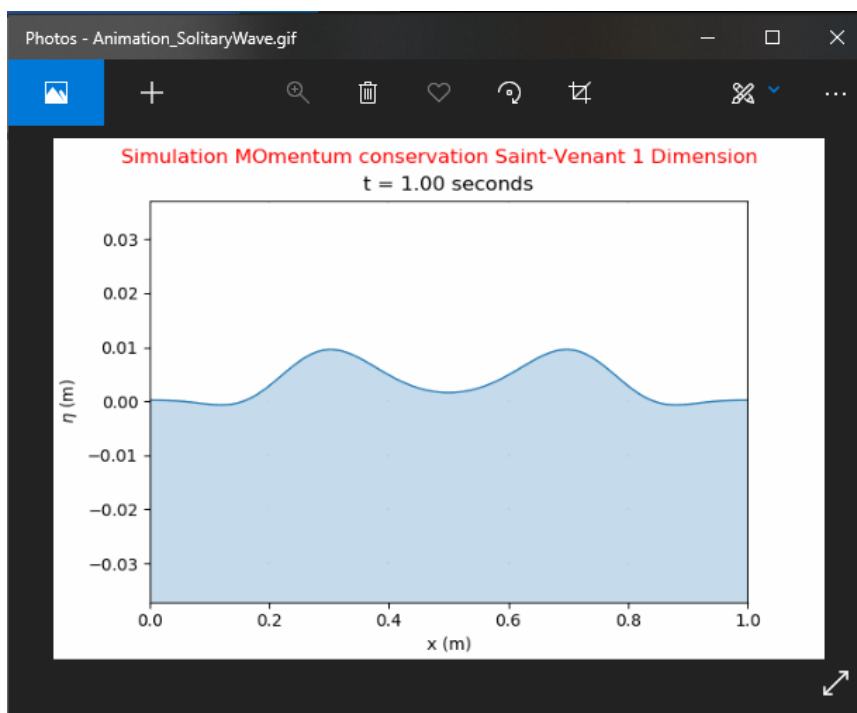 Photos - Animation_SolitaryWave.gif
Simulation MOmentum conservation Saint-Venant 1 Dimension
t = 1.00 seconds
0.03
0.02
0.01
0.00
−0.01
−0.02
−0.03
η (m)
0.0 0.2 0.4 0.6 0.8 1.0
x (m)